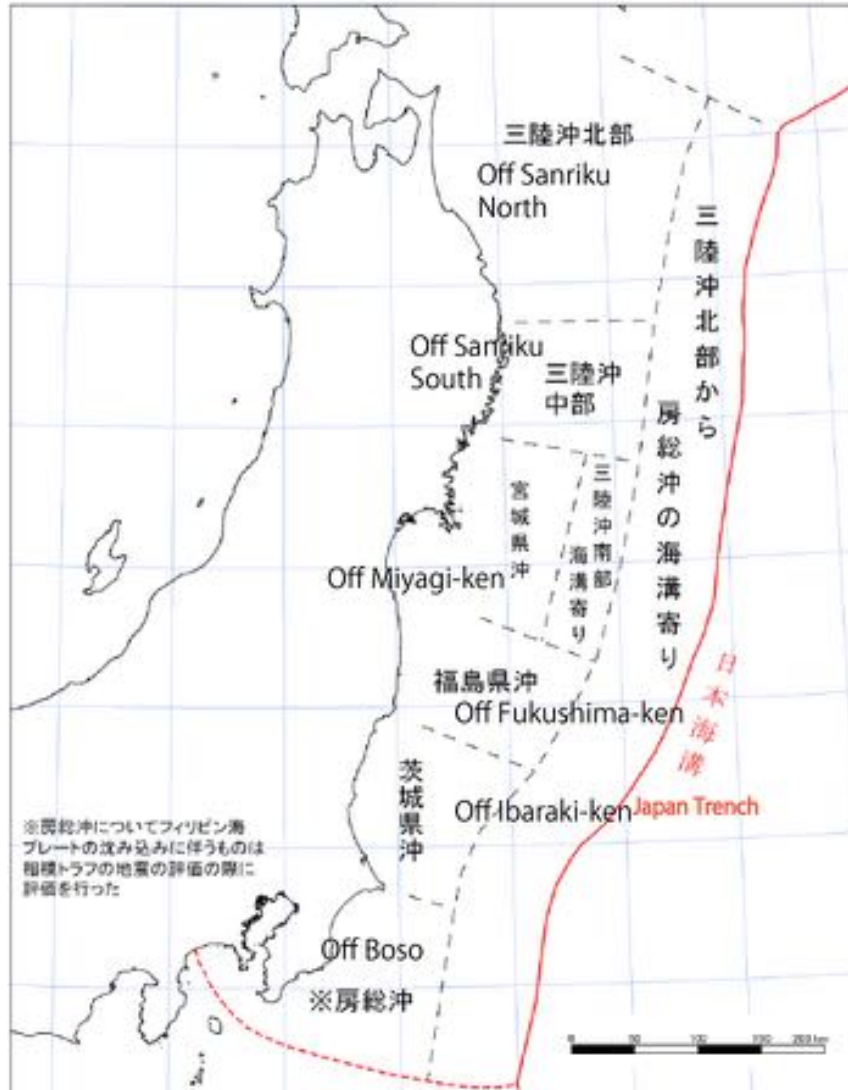 三陸沖北部
Off Sanriku
North
三陸沖北部から
房総沖の海溝寄り
Off Sanriku
South
三陸沖
中部
宮城県沖
三陸沖南部
海溝寄り
Off Miyagi-ken
福島県沖
Off Fukushima-ken
日本海溝
Japan Trench
茨城県沖
Off Ibaraki-ken
※房総沖についてフィリピン海
プレートの沈み込みに伴うものは
相模トラフの地震の評価の際に
評価を行った
Off Boso
※房総沖
0 50 100 150 200 km